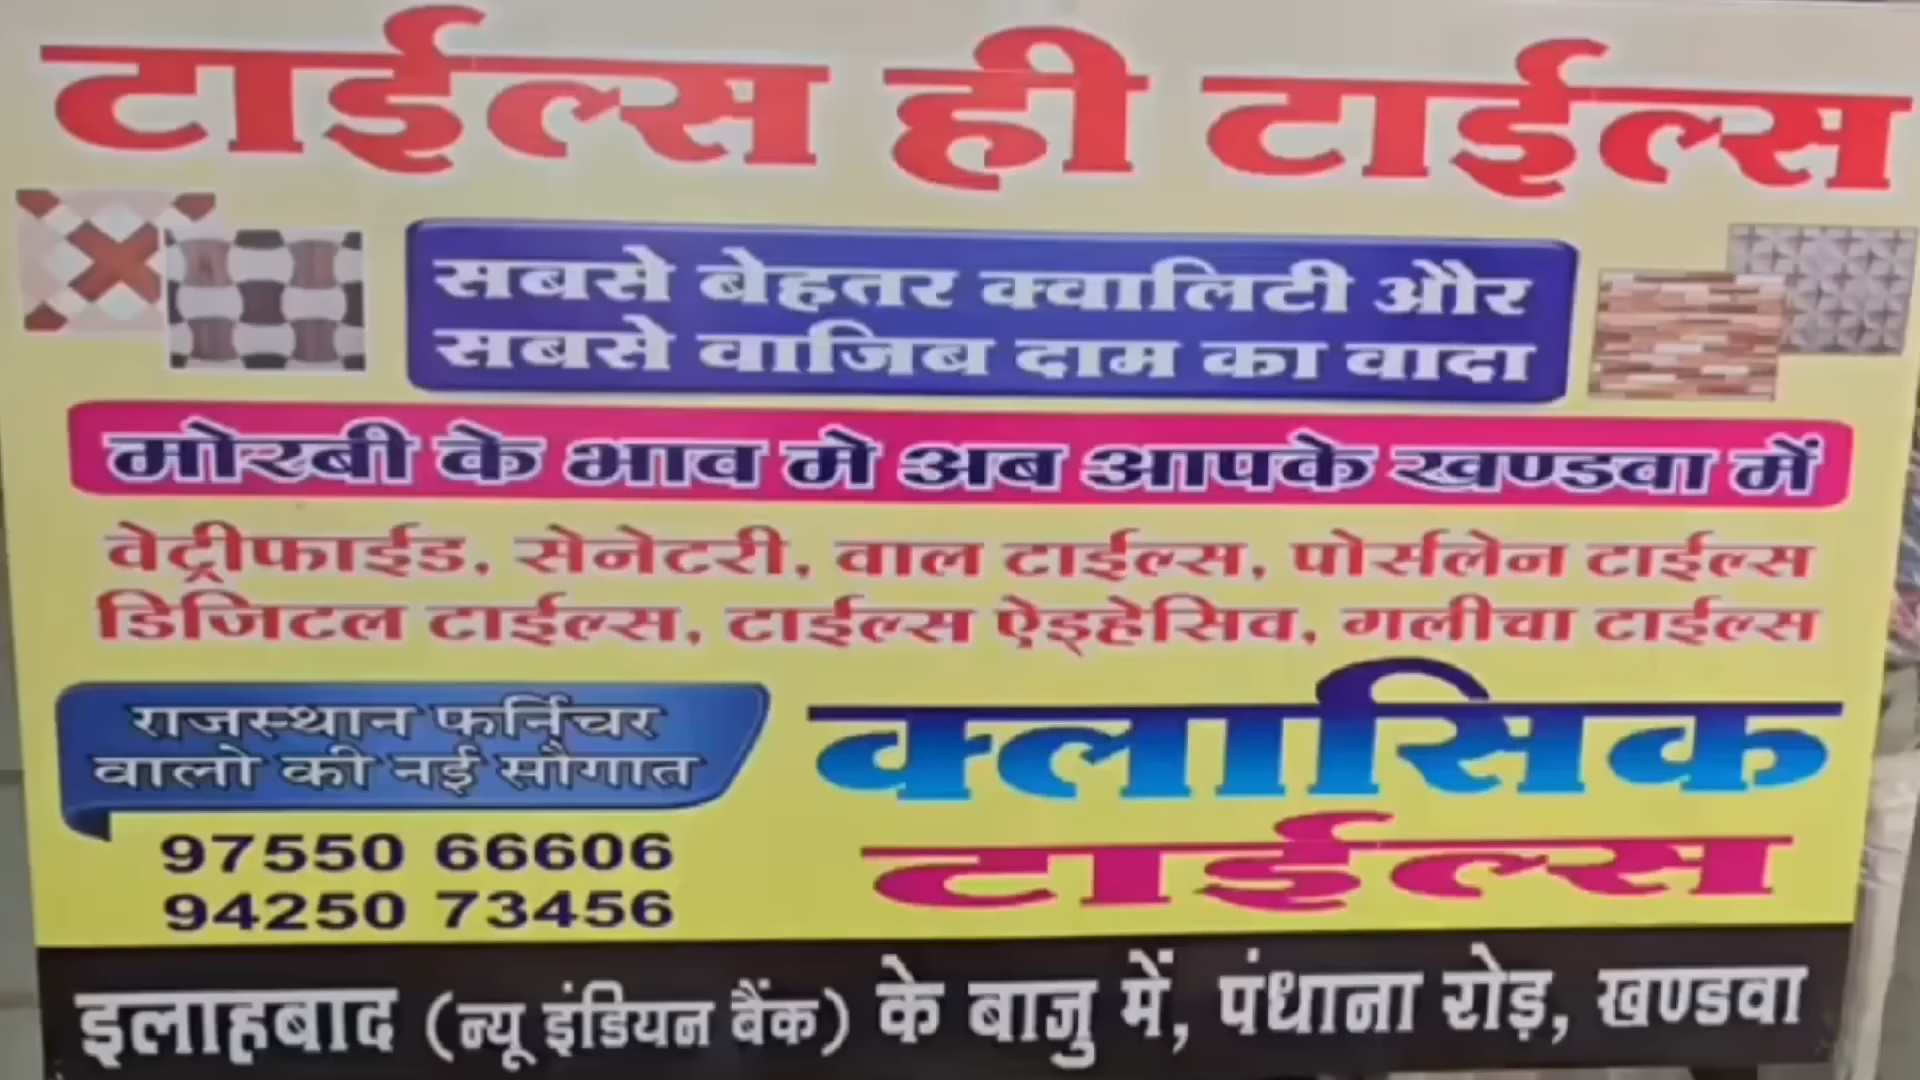 टाईल्स ही टाईल्स
सबसे बेहतर क्वालिटी और
सबसे वाजिब दाम का वादा
मोरबी के भाव मे अब आपके खण्डवा में
वेट्रीफाईड, सेनेटरी, वाल टाईल्स, पोर्सलेन टाईल्स
डिजिटल टाईल्स, टाईल्स ऐड्हेसिव, गलीचा टाईल्स
राजस्थान फर्निचर
वालो की नई सौगात
97550 66606
94250 73456
क्लासिक
टाईल्स
इलाहबाद (न्यू इंडियन बैंक) के बाजु में, पंधाना रोड़, खण्डवा